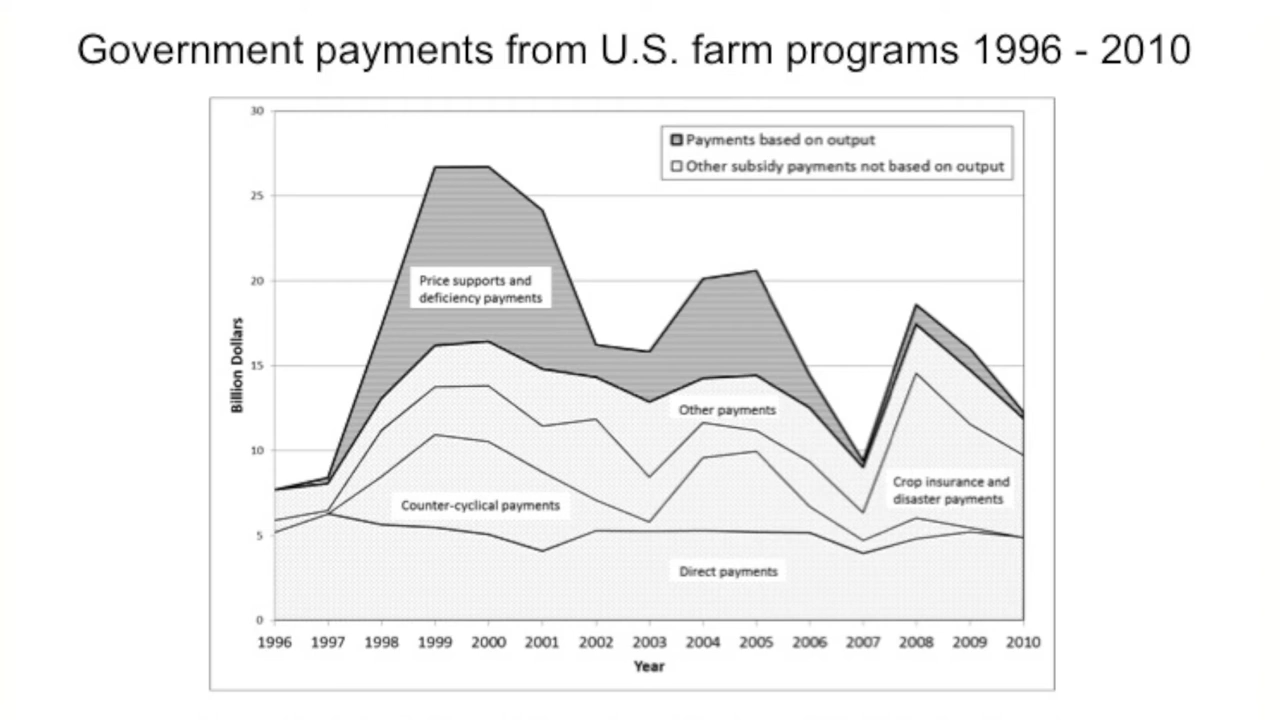 Government payments from U.S. farm programs 1996 - 2010
30
Payments based on output
Other subsidy payments not based on output
25
20
Price supports and
deficiency payments
15
Billion Dollars
Other payments
10
Crop insurance and
disaster payments
Counter-cyclical payments
5
Direct payments
0
1996 1997 1998 1999 2000 2001 2002 2003 2004 2005 2006 2007 2008 2009 2010
Year